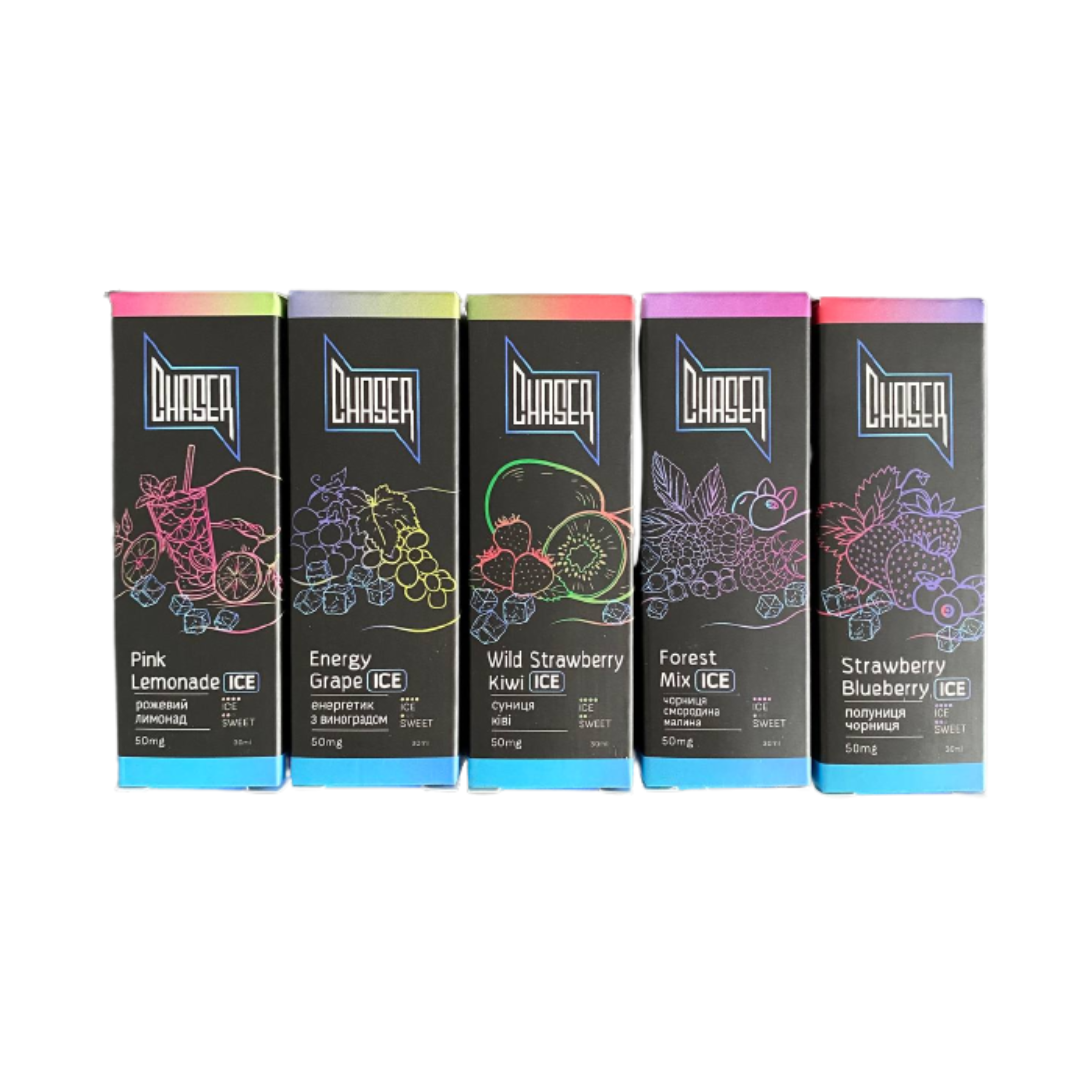 CHASER
Pink
Lemonade ICE
рожевий
лимонад
ICE
SWEET
50mg
30ml
CHASER
Energy
Grape ICE
енергетик
з виноградом
ICE
SWEET
50mg
30ml
CHASER
Wild Strawberry
Kiwi ICE
суниця
ківі
ICE
SWEET
50mg
30ml
CHASER
Forest
Mix ICE
чорниця
смородина
малина
ICE
SWEET
50mg
30ml
CHASER
Strawberry
Blueberry ICE
полуниця
чорниця
ICE
SWEET
50mg
30ml